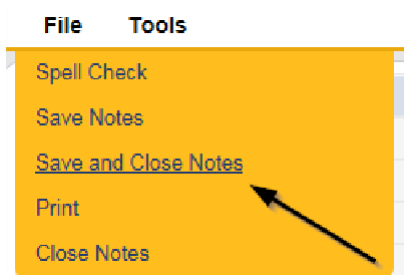 File Tools
Spell Check
Save Notes
Save and Close Notes
Print
Close Notes